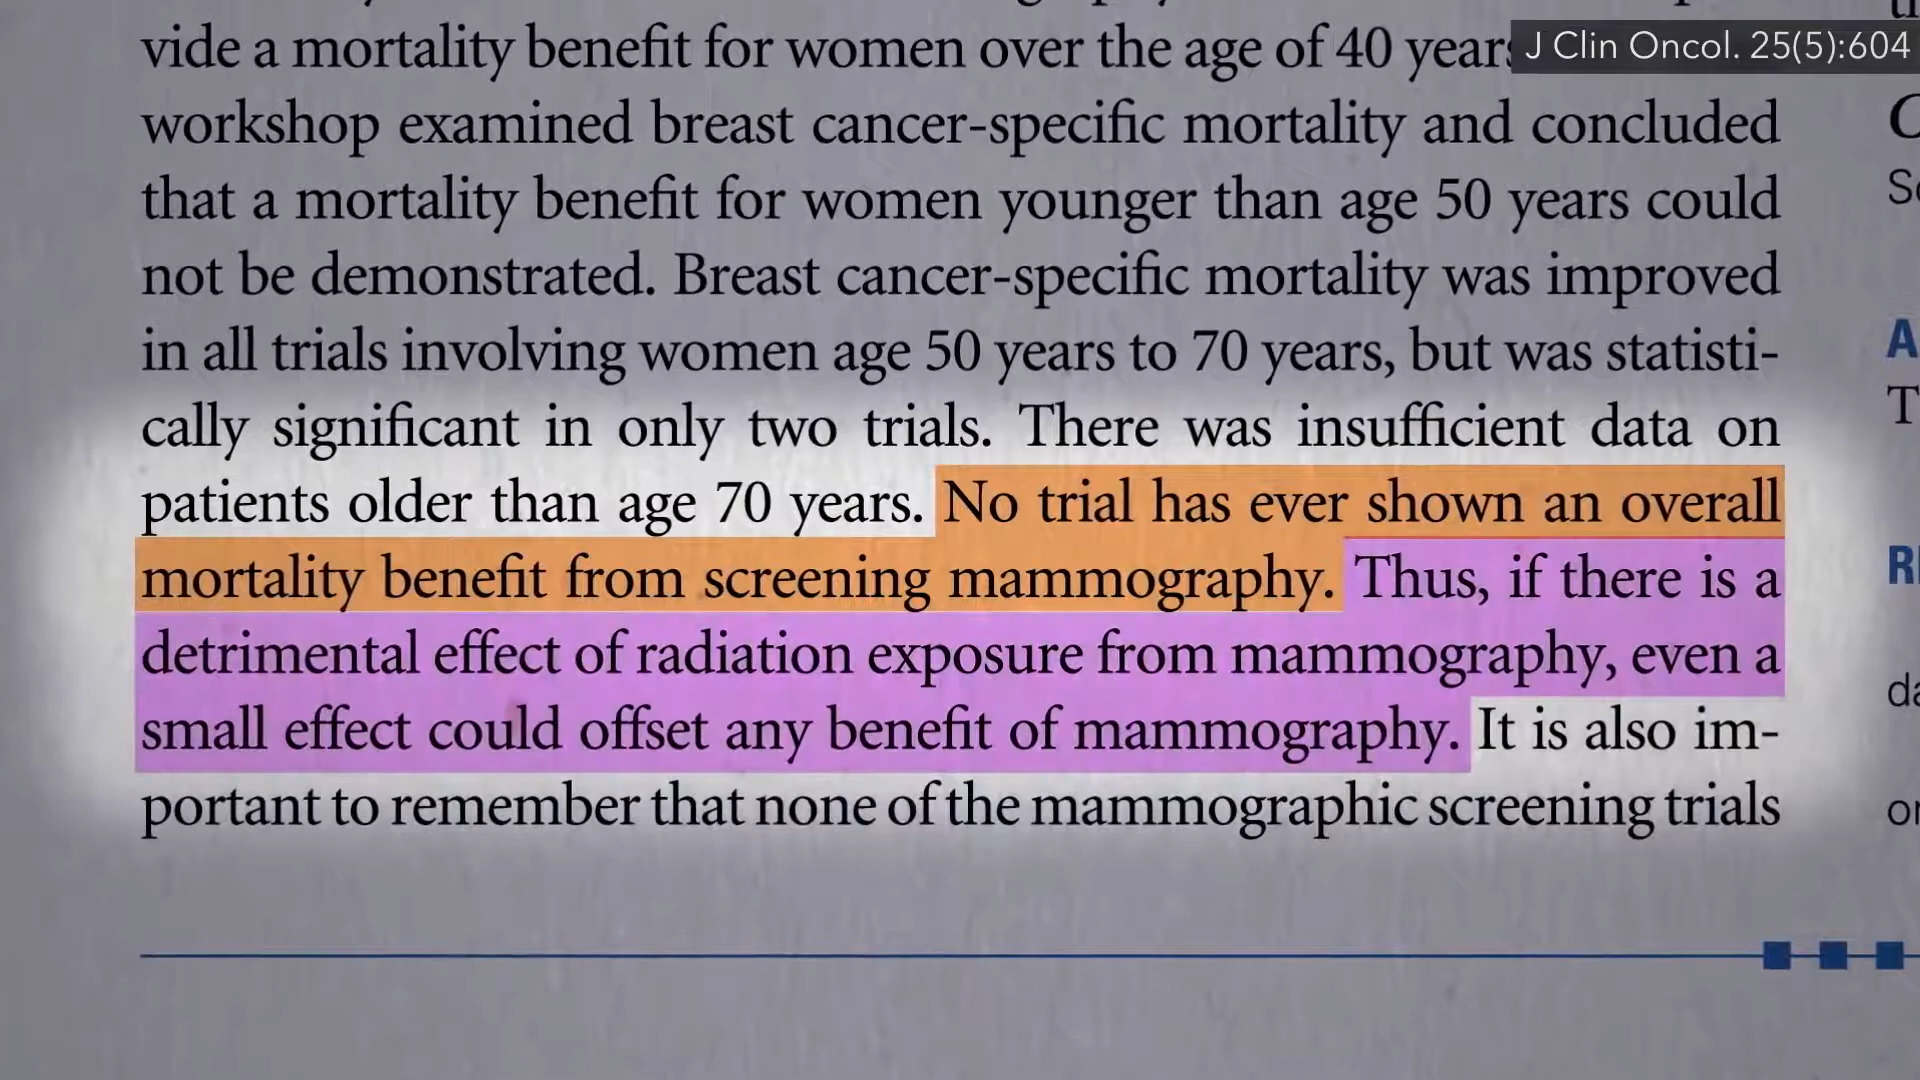 vide a mortality benefit for women over the age of 40 years
J Clin Oncol. 25(5):604
workshop examined breast cancer-specific mortality and concluded
that a mortality benefit for women younger than age 50 years could
not be demonstrated. Breast cancer-specific mortality was improved
in all trials involving women age 50 years to 70 years, but was statisti-
cally significant in only two trials. There was insufficient data on
patients older than age 70 years. No trial has ever shown an overall
mortality benefit from screening mammography. Thus, if there is a
detrimental effect of radiation exposure from mammography, even a
small effect could offset any benefit of mammography. It is also im-
portant to remember that none of the mammographic screening trials